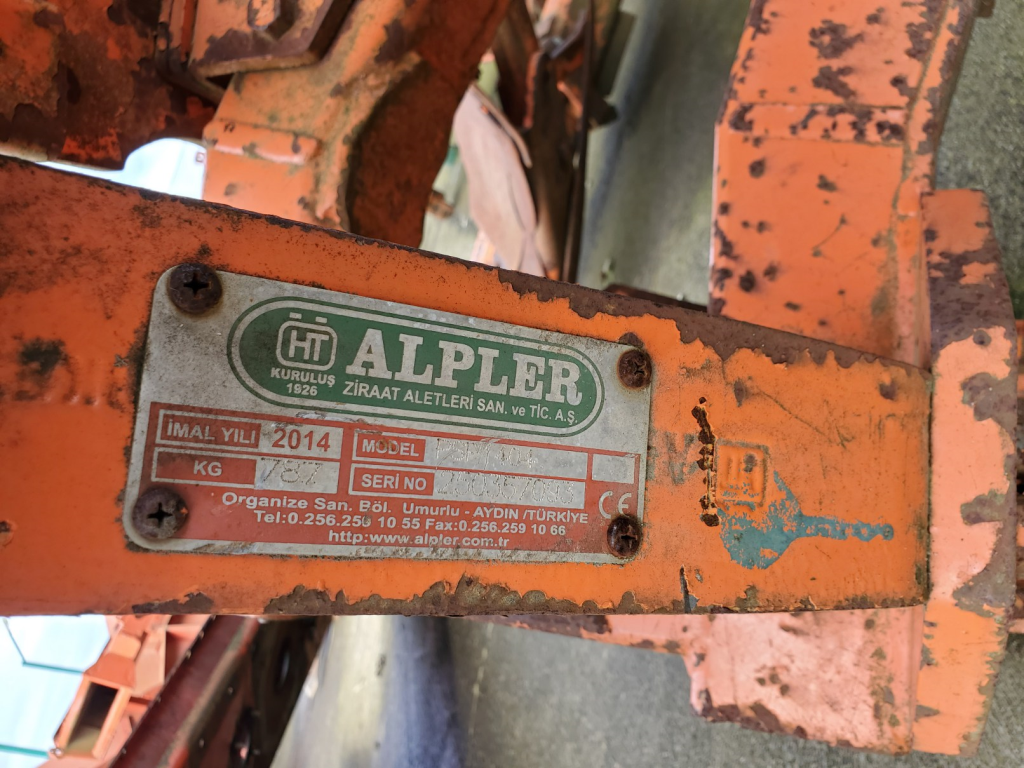 HT
KURULUŞ
1926
ALPLER
ZİRAAT ALETLERİ SAN. ve TİC. A.Ş.
İMAL YILI 2014 MODEL
KG 787 SERİ NO CE
Organize San. Böl. Umurlu - AYDIN /TÜRKİYE
Tel:0.256.259 10 55 Fax:0.256.259 10 66
http:www.alpler.com.tr